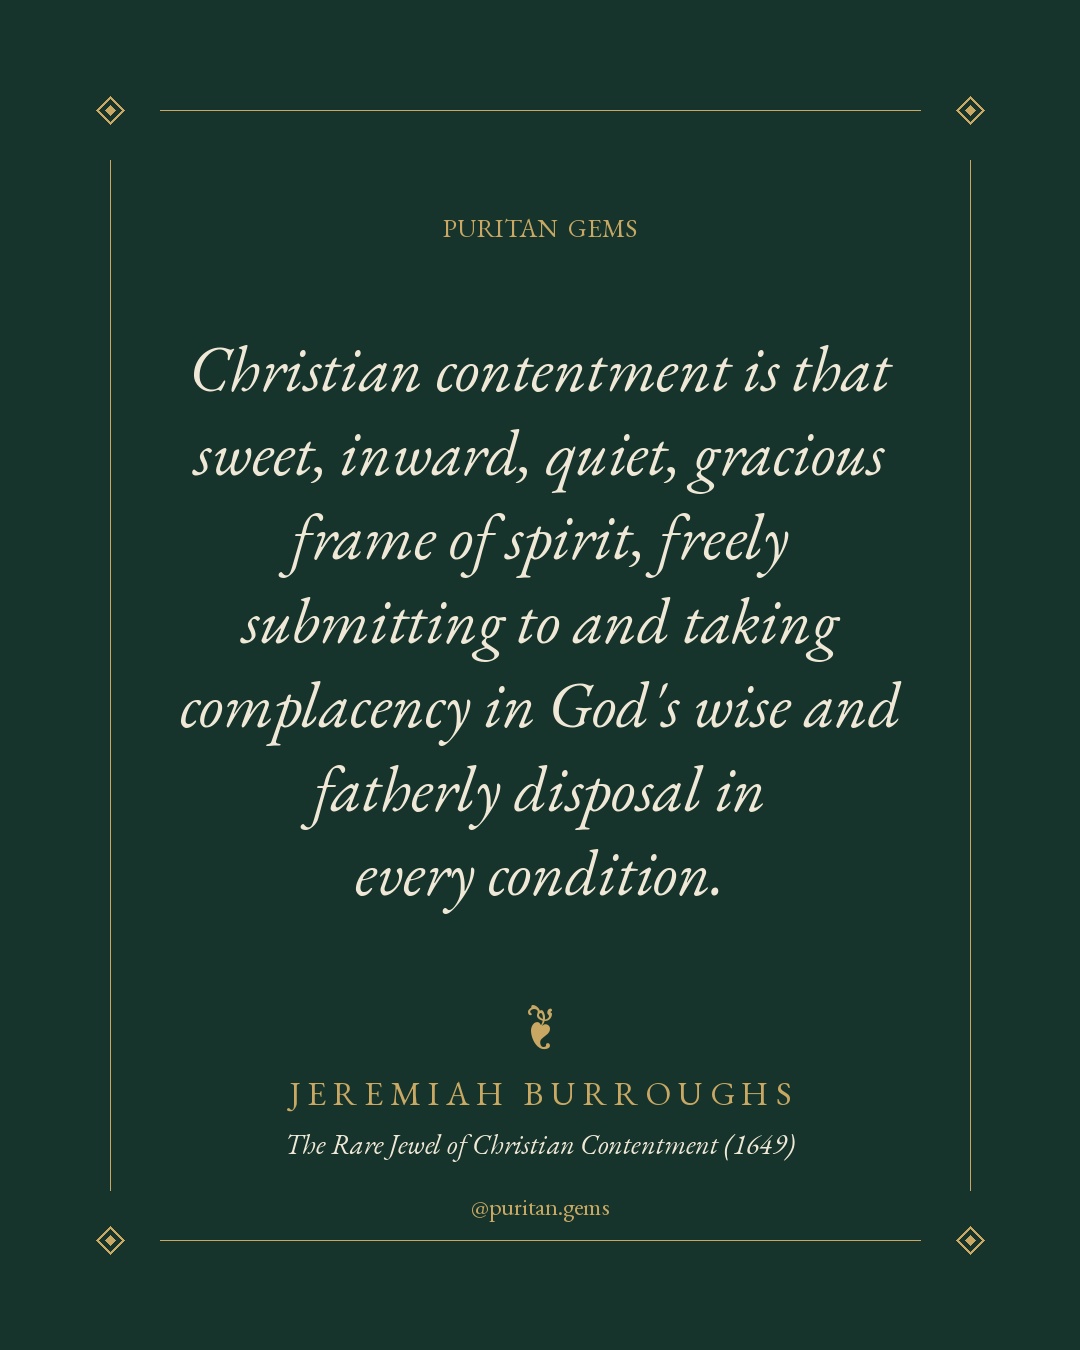 PURITAN GEMS
Christian contentment is that
sweet, inward, quiet, gracious
frame of spirit, freely
submitting to and taking
complacency in God's wise and
fatherly disposal in
every condition.
JEREMIAH BURROUGHS
The Rare Jewel of Christian Contentment (1649)
@puritan.gems